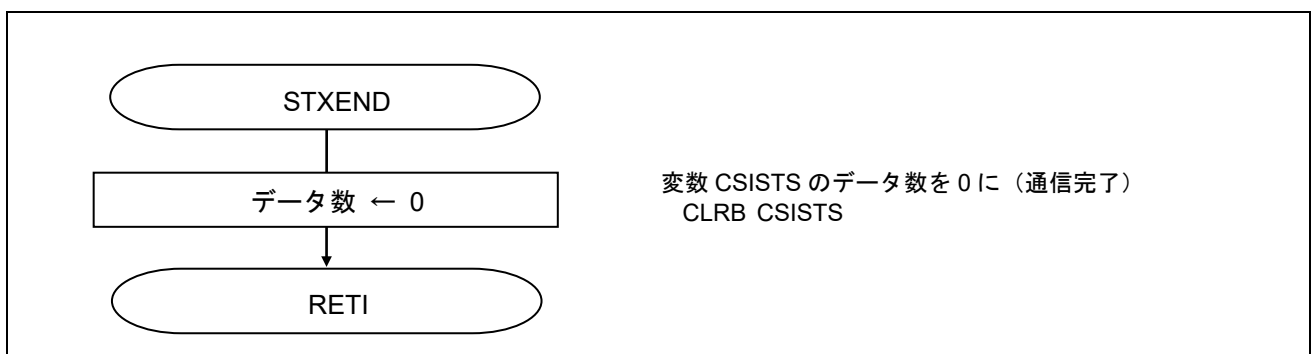 STXEND
データ数 ← 0
変数 CSISTS のデータ数を 0 に（通信完了）
CLRB CSISTS
RETI